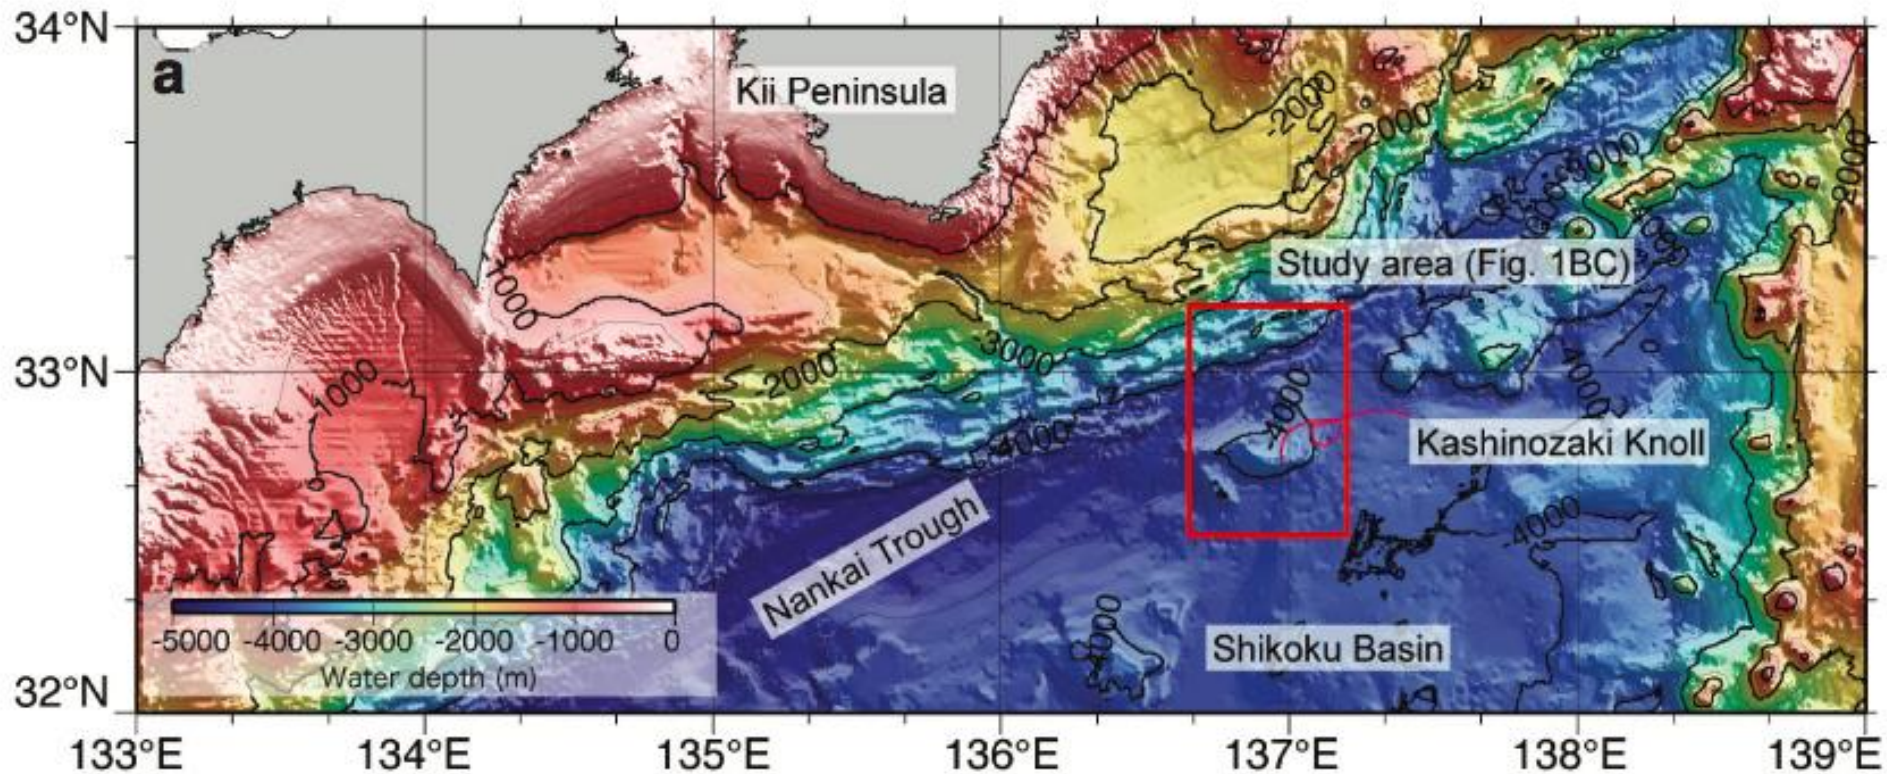 34°N
a
Kii Peninsula
-2000
-2000
-3000
-3000
Study area (Fig. 1BC)
1000
-3000
33°N
-2000
1000
-4000
-4000
-4000
Kashinozaki Knoll
-4000
Nankai Trough
-5000 -4000 -3000 -2000 -1000 0
Water depth (m)
Shikoku Basin
32°N
133°E 134°E 135°E 136°E 137°E 138°E 139°E